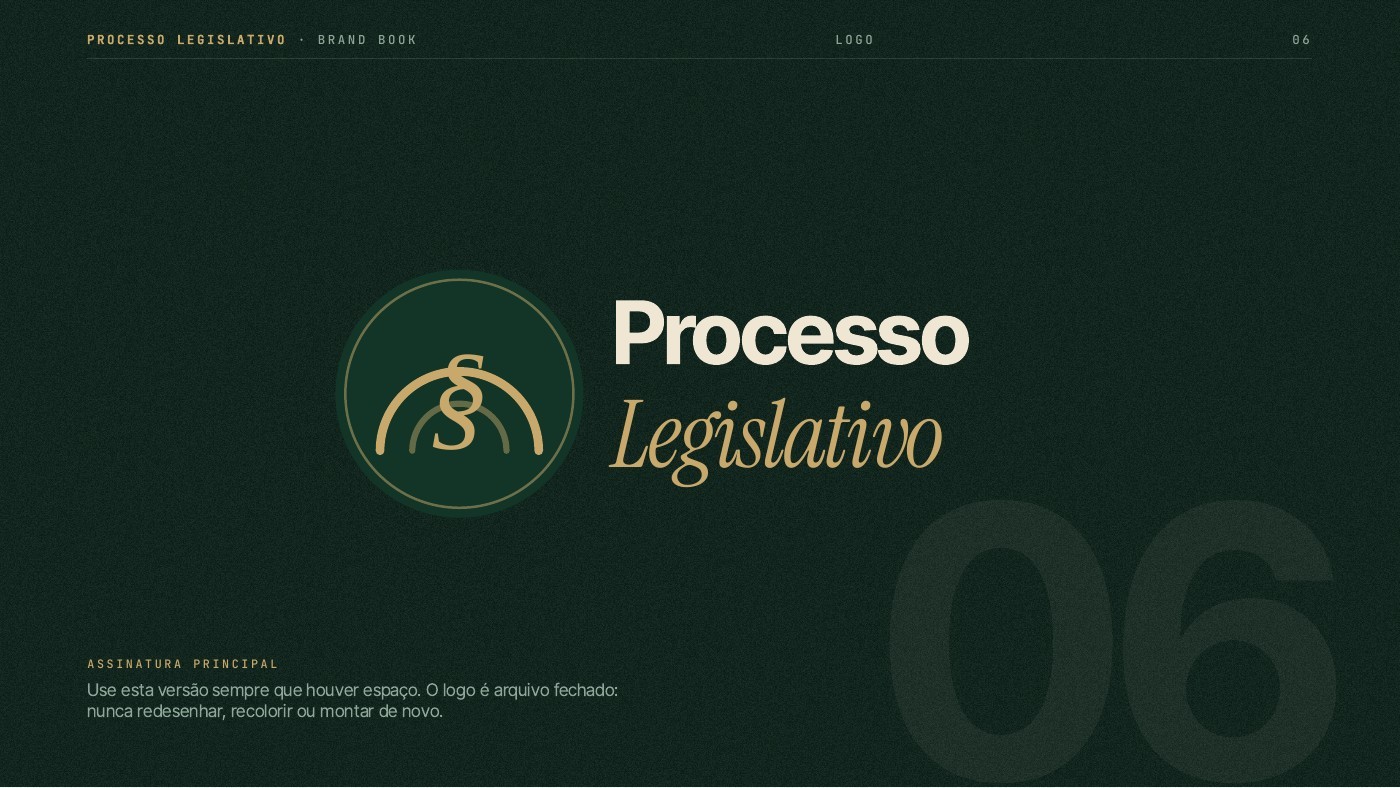 PROCESSO LEGISLATIVO · BRAND BOOK
LOGO
06
§
Processo
Legislativo
06
ASSINATURA PRINCIPAL
Use esta versão sempre que houver espaço. O logo é arquivo fechado:
nunca redesenhar, recolorir ou montar de novo.